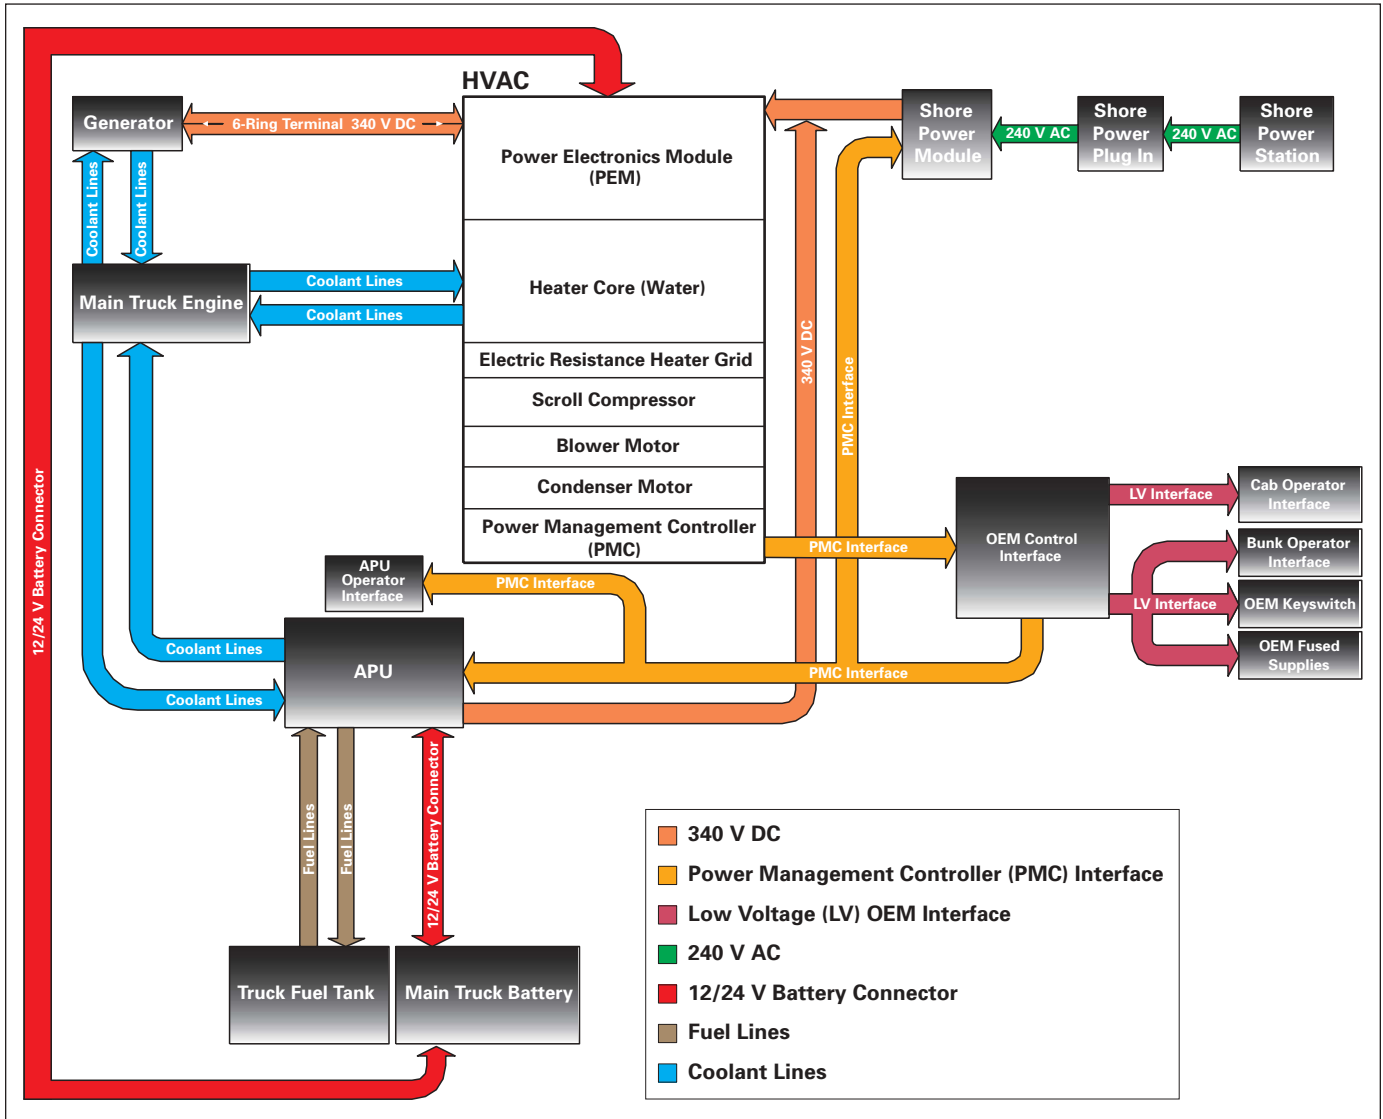 HVAC
Generator
6-Ring Terminal 340 V DC
Power Electronics Module
(PEM)
Shore
Power
Module
240 V AC
Shore
Power
Plug In
240 V AC
Shore
Power
Station
Coolant Lines
Coolant Lines
Main Truck Engine
Coolant Lines
Coolant Lines
Heater Core (Water)
Electric Resistance Heater Grid
Scroll Compressor
Blower Motor
Condenser Motor
Power Management Controller
(PMC)
340 V DC
PMC Interface
12/24 V Battery Connector
PMC Interface
OEM Control
Interface
LV Interface
Cab Operator
Interface
Bunk Operator
Interface
LV Interface
OEM Keyswitch
OEM Fused
Supplies
APU
Operator
Interface
PMC Interface
Coolant Lines
APU
PMC Interface
Coolant Lines
Fuel Lines
Fuel Lines
12/24 V Battery Connector
Truck Fuel Tank
Main Truck Battery
340 V DC
Power Management Controller (PMC) Interface
Low Voltage (LV) OEM Interface
240 V AC
12/24 V Battery Connector
Fuel Lines
Coolant Lines